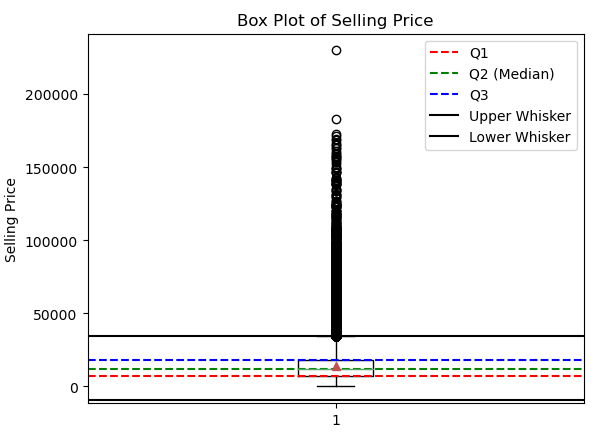 Box Plot of Selling Price
Q1
Q2 (Median)
Q3
Upper Whisker
Lower Whisker
Selling Price
200000
150000
100000
50000
0
1